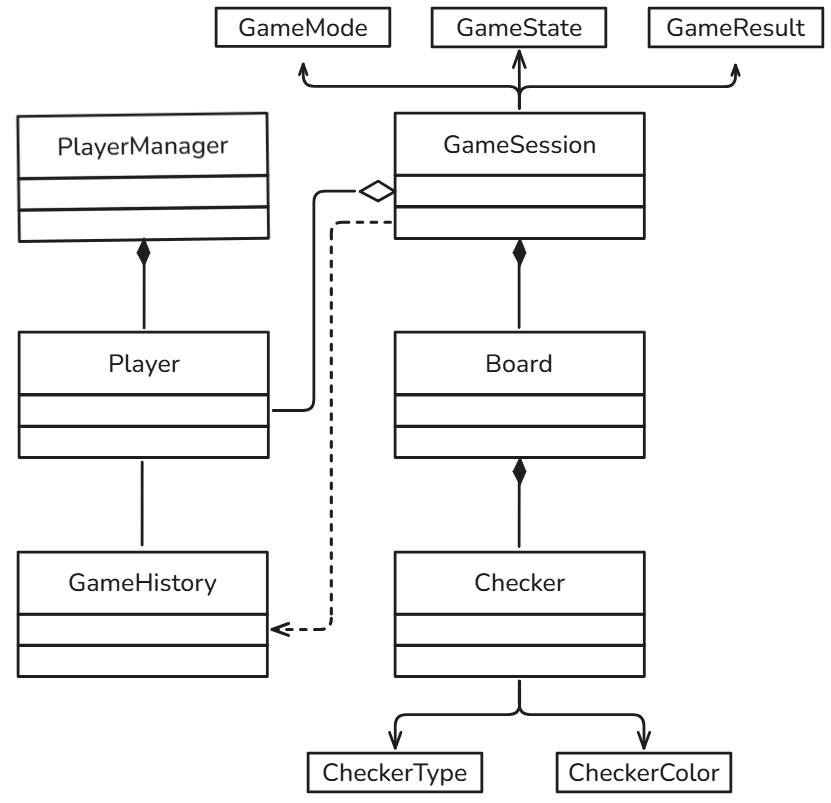 GameMode
GameState
GameResult
PlayerManager
GameSession
Player
Board
GameHistory
Checker
CheckerType
CheckerColor